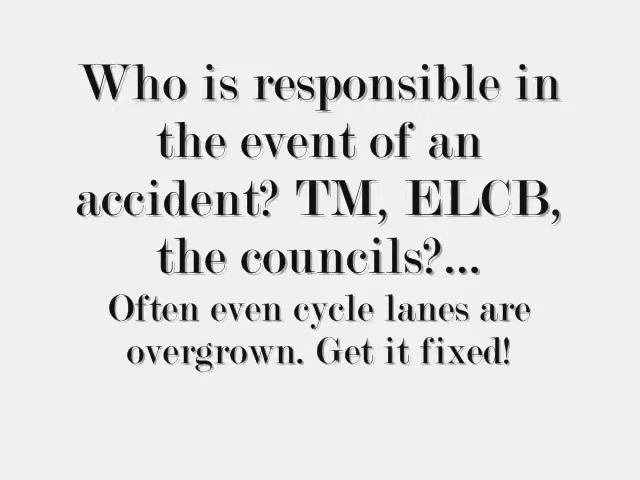 Who is responsible in
the event of an
accident? TM, ELCB,
the councils?...
Often even cycle lanes are
overgrown. Get it fixed!